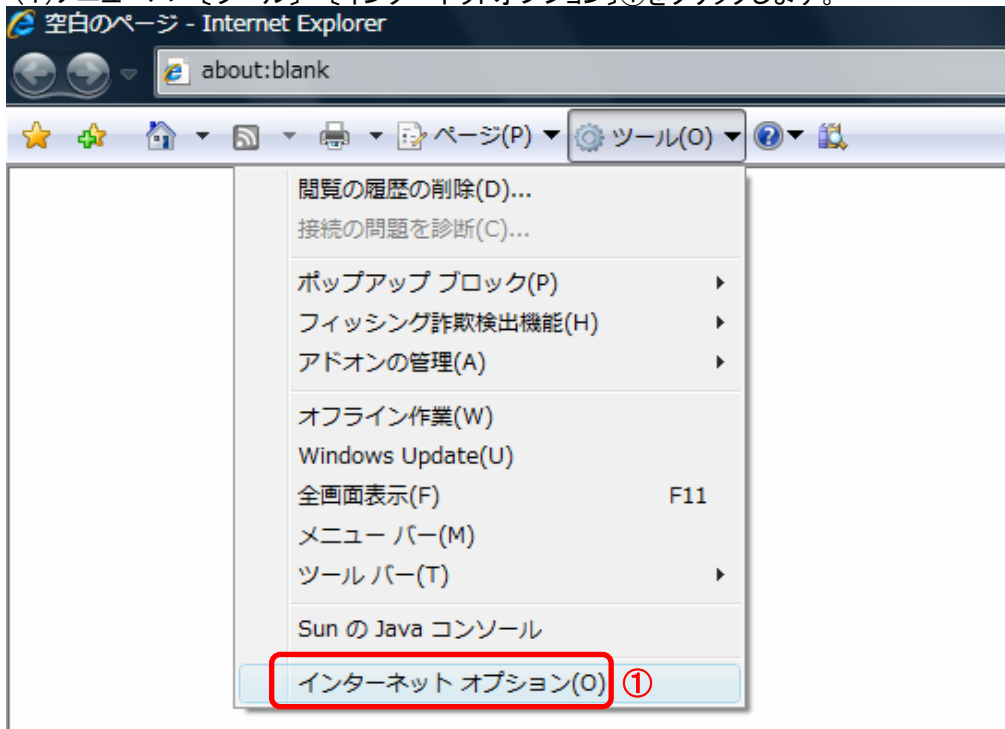 空白のページ - Internet Explorer
about:blank
ページ(P) ツール(O)
閲覧の履歴の削除(D)...
接続の問題を診断(C)...
ポップアップ ブロック(P)
フィッシング詐欺検出機能(H)
アドオンの管理(A)
オフライン作業(W)
Windows Update(U)
全画面表示(F) F11
メニュー バー(M)
ツール バー(T)
Sun の Java コンソール
インターネット オプション(O) ①